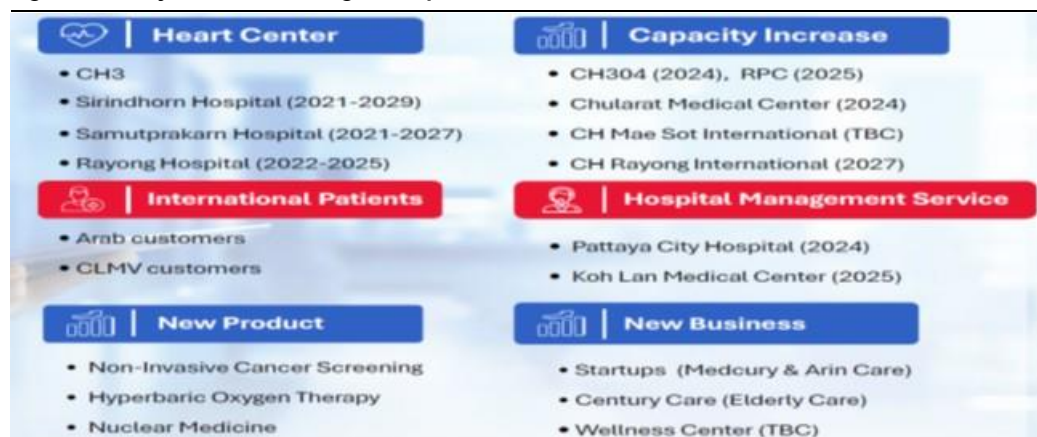 Heart Center
• CH3
• Sirindhorn Hospital (2021-2029)
• Samutprakarn Hospital (2021-2027)
• Rayong Hospital (2022-2025)
Capacity Increase
• CH304 (2024), RPC (2025)
• Chularat Medical Center (2024)
• CH Mae Sot International (TBC)
• CH Rayong International (2027)
International Patients
• Arab customers
• CLMV customers
Hospital Management Service
• Pattaya City Hospital (2024)
• Koh Lan Medical Center (2025)
New Product
• Non-Invasive Cancer Screening
• Hyperbaric Oxygen Therapy
• Nuclear Medicine
New Business
• Startups (Medcury & Arin Care)
• Century Care (Elderly Care)
• Wellness Center (TBC)